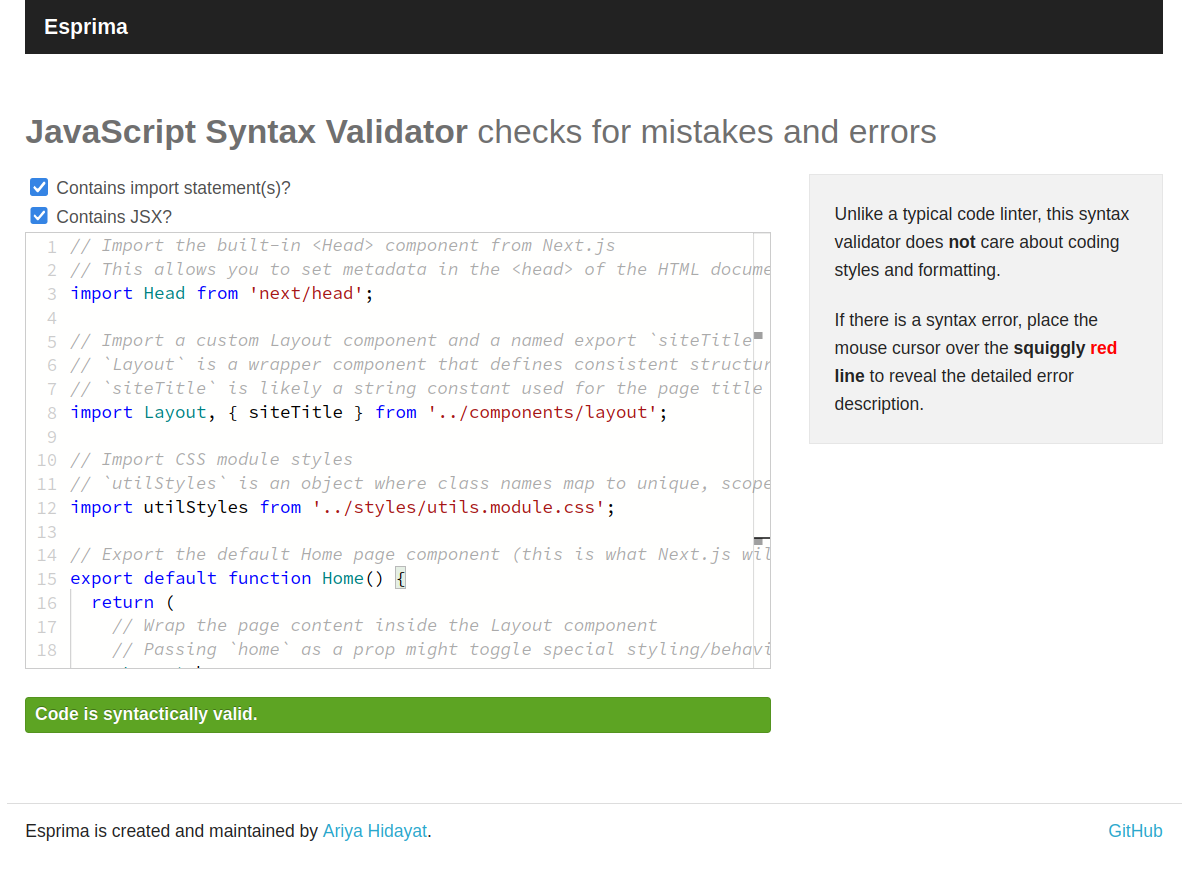 Esprima
JavaScript Syntax Validator checks for mistakes and errors
Contains import statement(s)?
Contains JSX?
1 // Import the built-in <Head> component from Next.js
2 // This allows you to set metadata in the <head> of the HTML docume
3 import Head from 'next/head';
4
5 // Import a custom Layout component and a named export `siteTitle`
6 // `Layout` is a wrapper component that defines consistent structur
7 // `siteTitle` is likely a string constant used for the page title
8 import Layout, { siteTitle } from '../components/layout';
9
10 // Import CSS module styles
11 // `utilStyles` is an object where class names map to unique, scope
12 import utilStyles from '../styles/utils.module.css';
13
14 // Export the default Home page component (this is what Next.js wil
15 export default function Home() {
16 return (
17 // Wrap the page content inside the Layout component
18 // Passing `home` as a prop might toggle special styling/behavi
Code is syntactically valid.
Unlike a typical code linter, this syntax
validator does not care about coding
styles and formatting.
If there is a syntax error, place the
mouse cursor over the squiggly red
line to reveal the detailed error
description.
Esprima is created and maintained by Ariya Hidayat.
GitHub